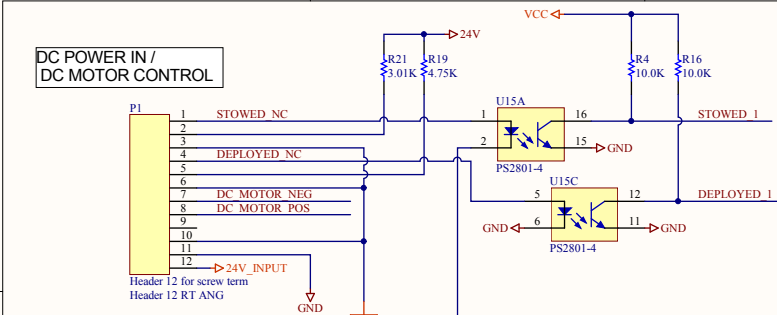 DC POWER IN /
DC MOTOR CONTROL
VCC
24V
R21
3.01K
R19
4.75K
R4
10.0K
R16
10.0K
P1
U15A
1 STOWED_NC
1
16
STOWED_1
2
2
15
GND
3
PS2801-4
4 DEPLOYED_NC
5
U15C
6
5
12
DEPLOYED_1
7 DC_MOTOR_NEG
8 DC_MOTOR_POS
GND
6
11
GND
9
PS2801-4
10
11
12
24V_INPUT
Header 12 for screw term
Header 12 RT ANG
GND